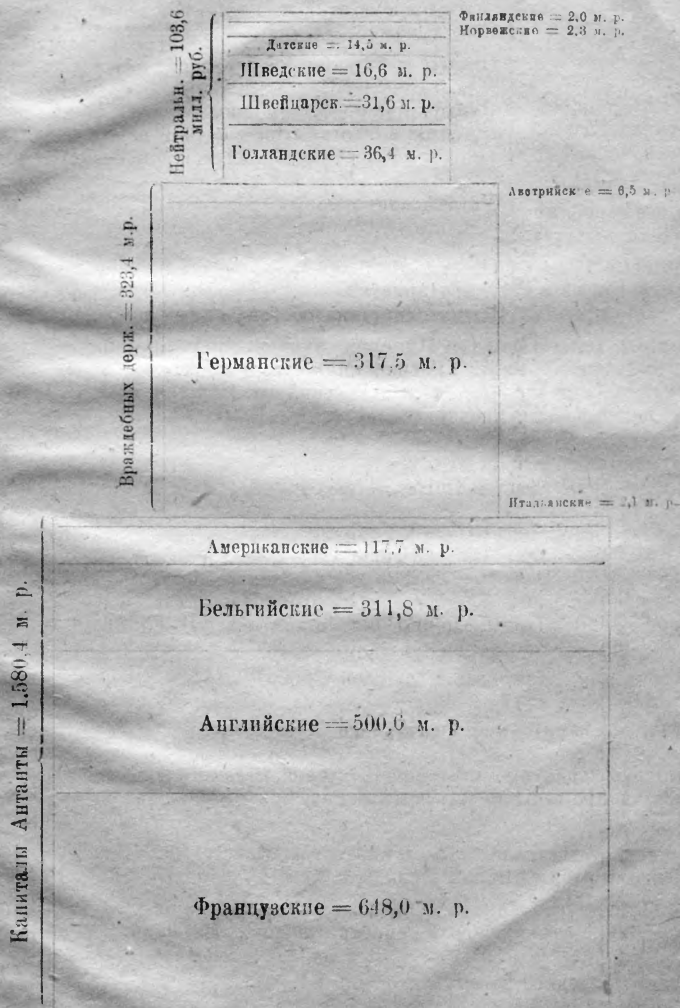 Финляндские = 2,0 м. р.
Норвежские = 2,3 м. р.
Нейтральн. = 103,6
милл. руб.
Датские = 14,5 м. р.
Шведские = 16,6 м. р.
Швейцарск. = 31,6 м. р.
Голландские = 36,4 м. р.
Австрийск е = 6,5 м. р
Враждебных держ. = 323,4 м.р.
Германские = 317,5 м. р.
Итальянские = 2,1 м. р.
Капиталы Антанты = 1.580,4 м. р.
Американские = 117,7 м. р.
Бельгийские = 311,8 м. р.
Английские = 500,6 м. р.
Французские = 648,0 м. р.